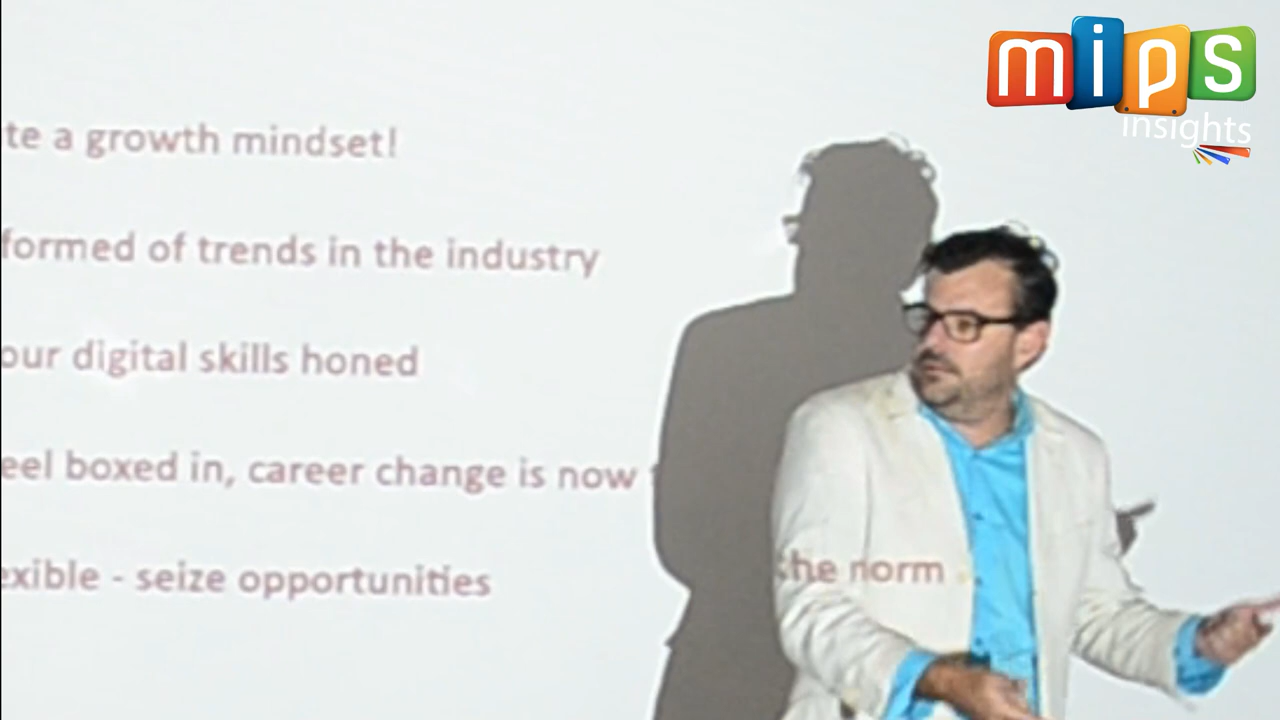 mips
insights
te a growth mindset!
formed of trends in the industry
our digital skills honed
eel boxed in, career change is now
the norm
exible - seize opportunities